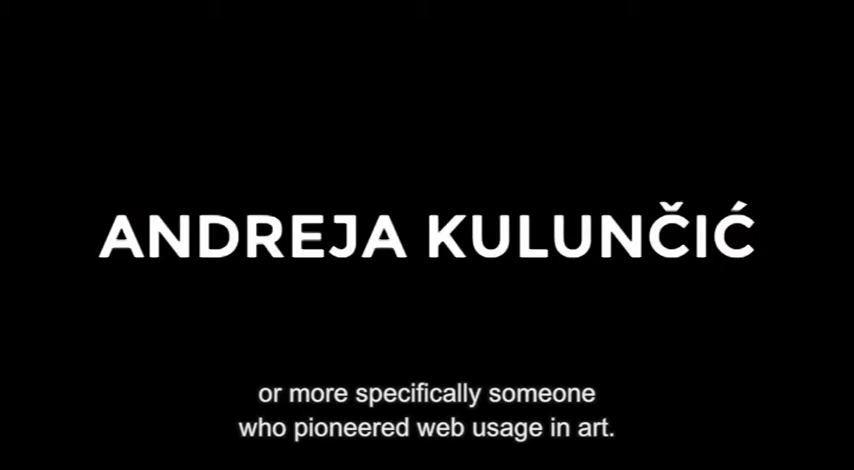 ANDREJA KULUNČIĆ
or more specifically someone
who pioneered web usage in art.